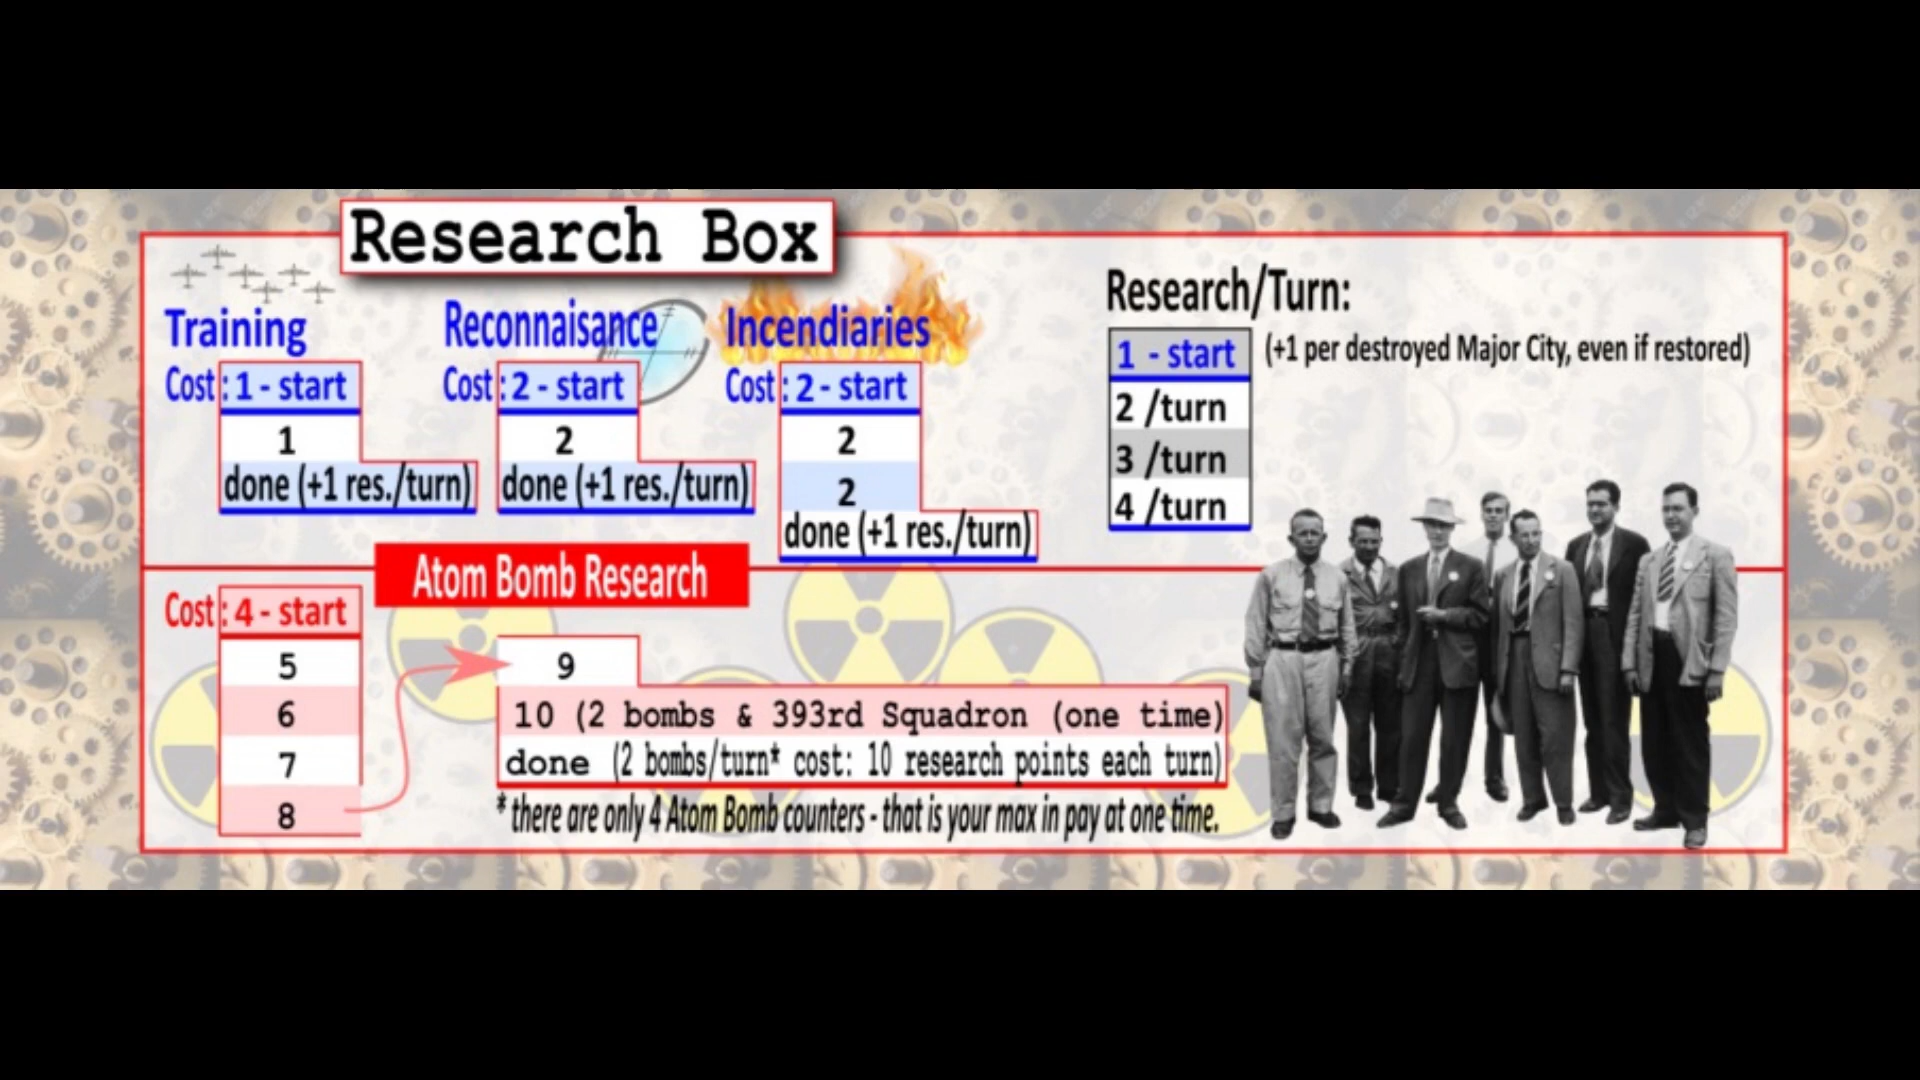 Research Box
Training
Cost: 1 - start
1
done (+1 res./turn)
Reconnaisance
Cost: 2 - start
2
done (+1 res./turn)
Incendiaries
Cost: 2 - start
2
2
done (+1 res./turn)
Research/Turn:
1 - start (+1 per destroyed Major City, even if restored)
2 /turn
3 /turn
4 /turn
Atom Bomb Research
Cost: 4 - start
5
6
7
8
9
10 (2 bombs & 393rd Squadron (one time)
done (2 bombs/turn* cost: 10 research points each turn)
* there are only 4 Atom Bomb counters - that is your max in pay at one time.